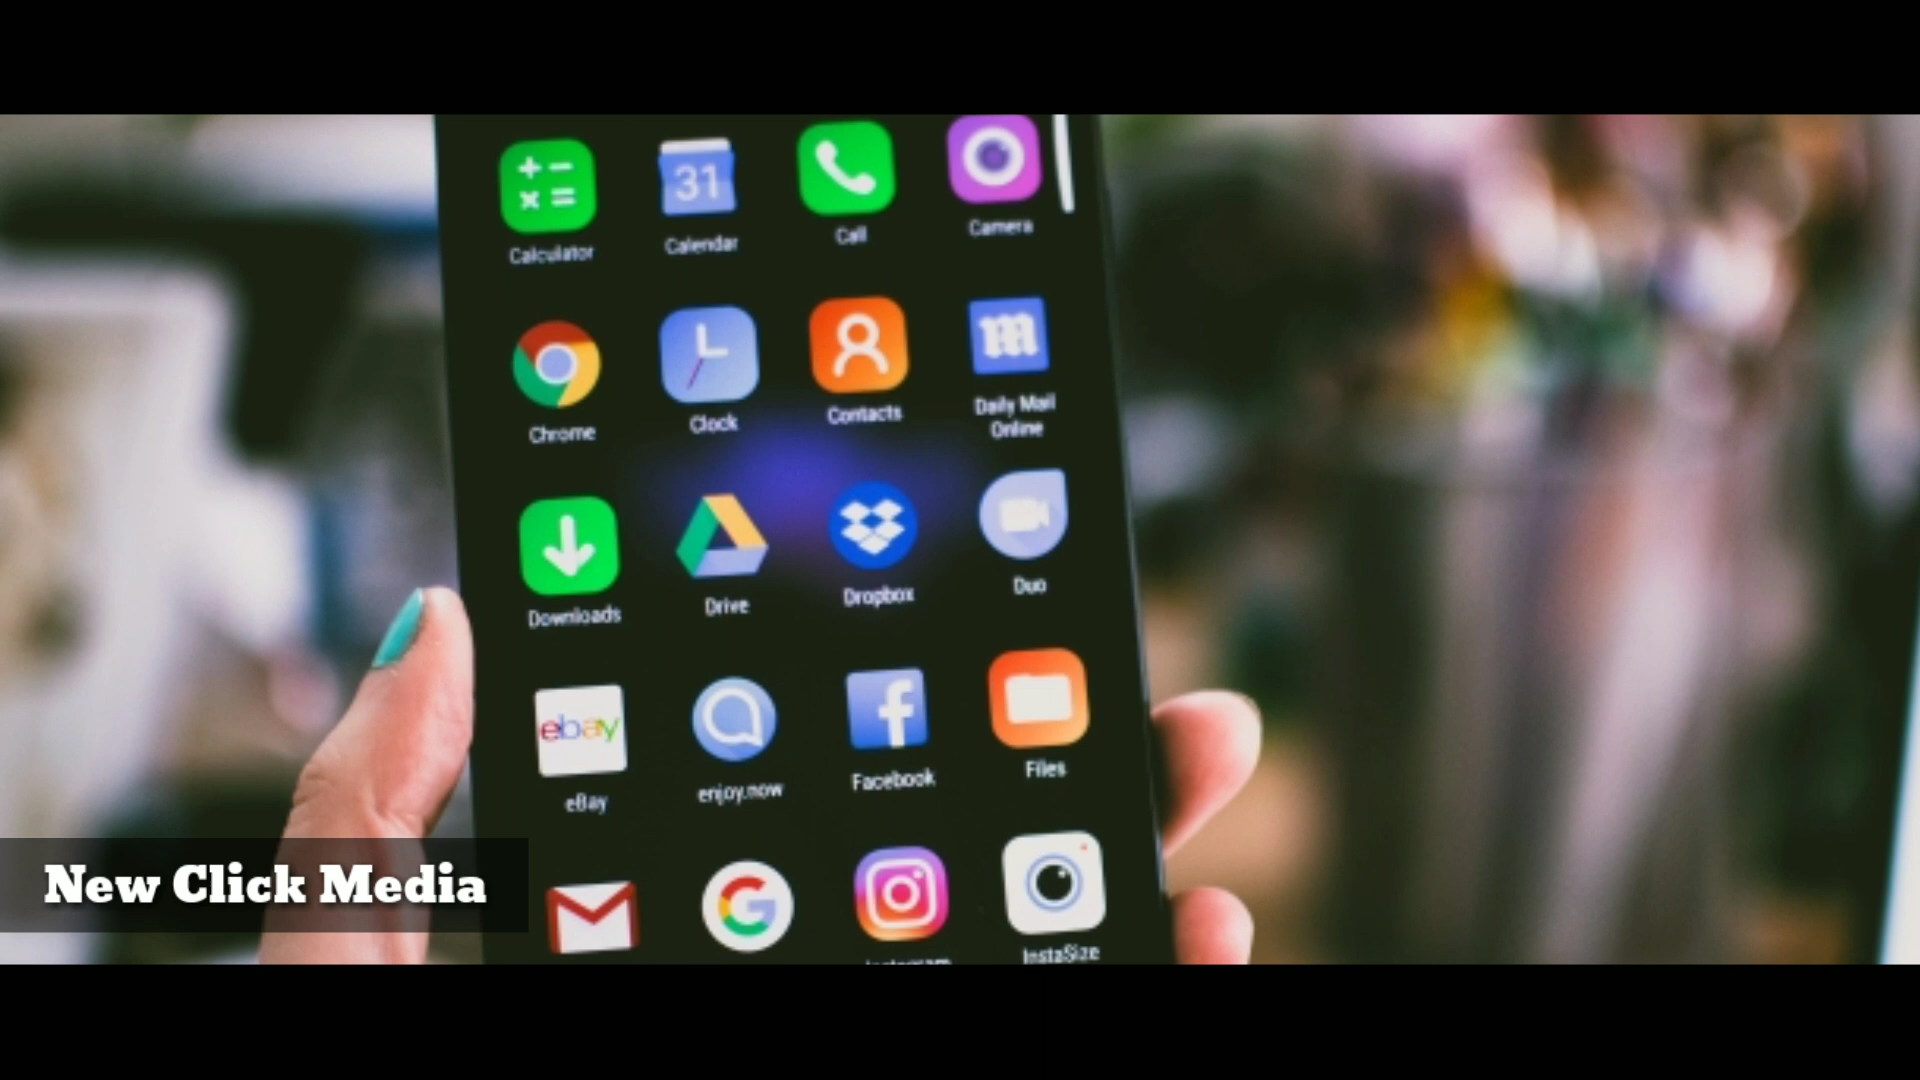 31
Calculator
Calendar
Call
Camera
Chrome
Clock
Contacts
Daily Mail
Online
Downloads
Drive
Dropbox
Duo
ebay
eBay
enjoy.now
Facebook
Files
New Click Media
Instagram
InstaSize